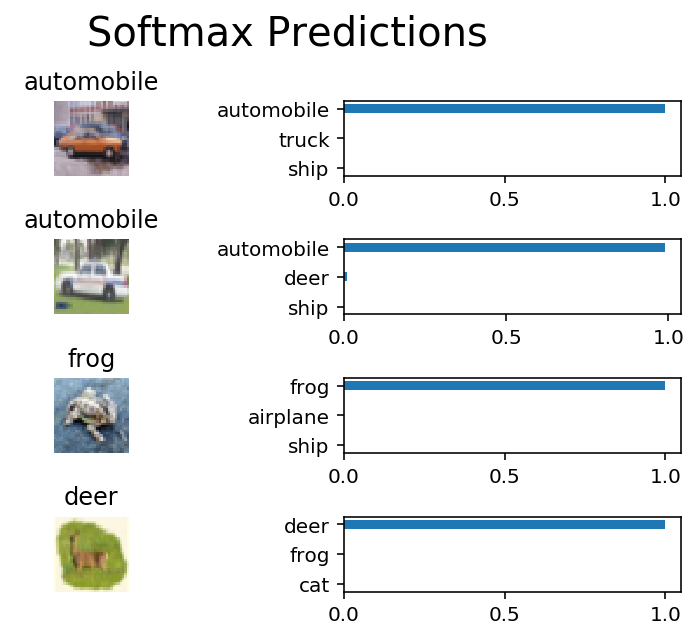 Softmax Predictions
automobile
automobile
truck
ship
0.0 0.5 1.0
automobile
automobile
deer
ship
0.0 0.5 1.0
frog
frog
airplane
ship
0.0 0.5 1.0
deer
deer
frog
cat
0.0 0.5 1.0